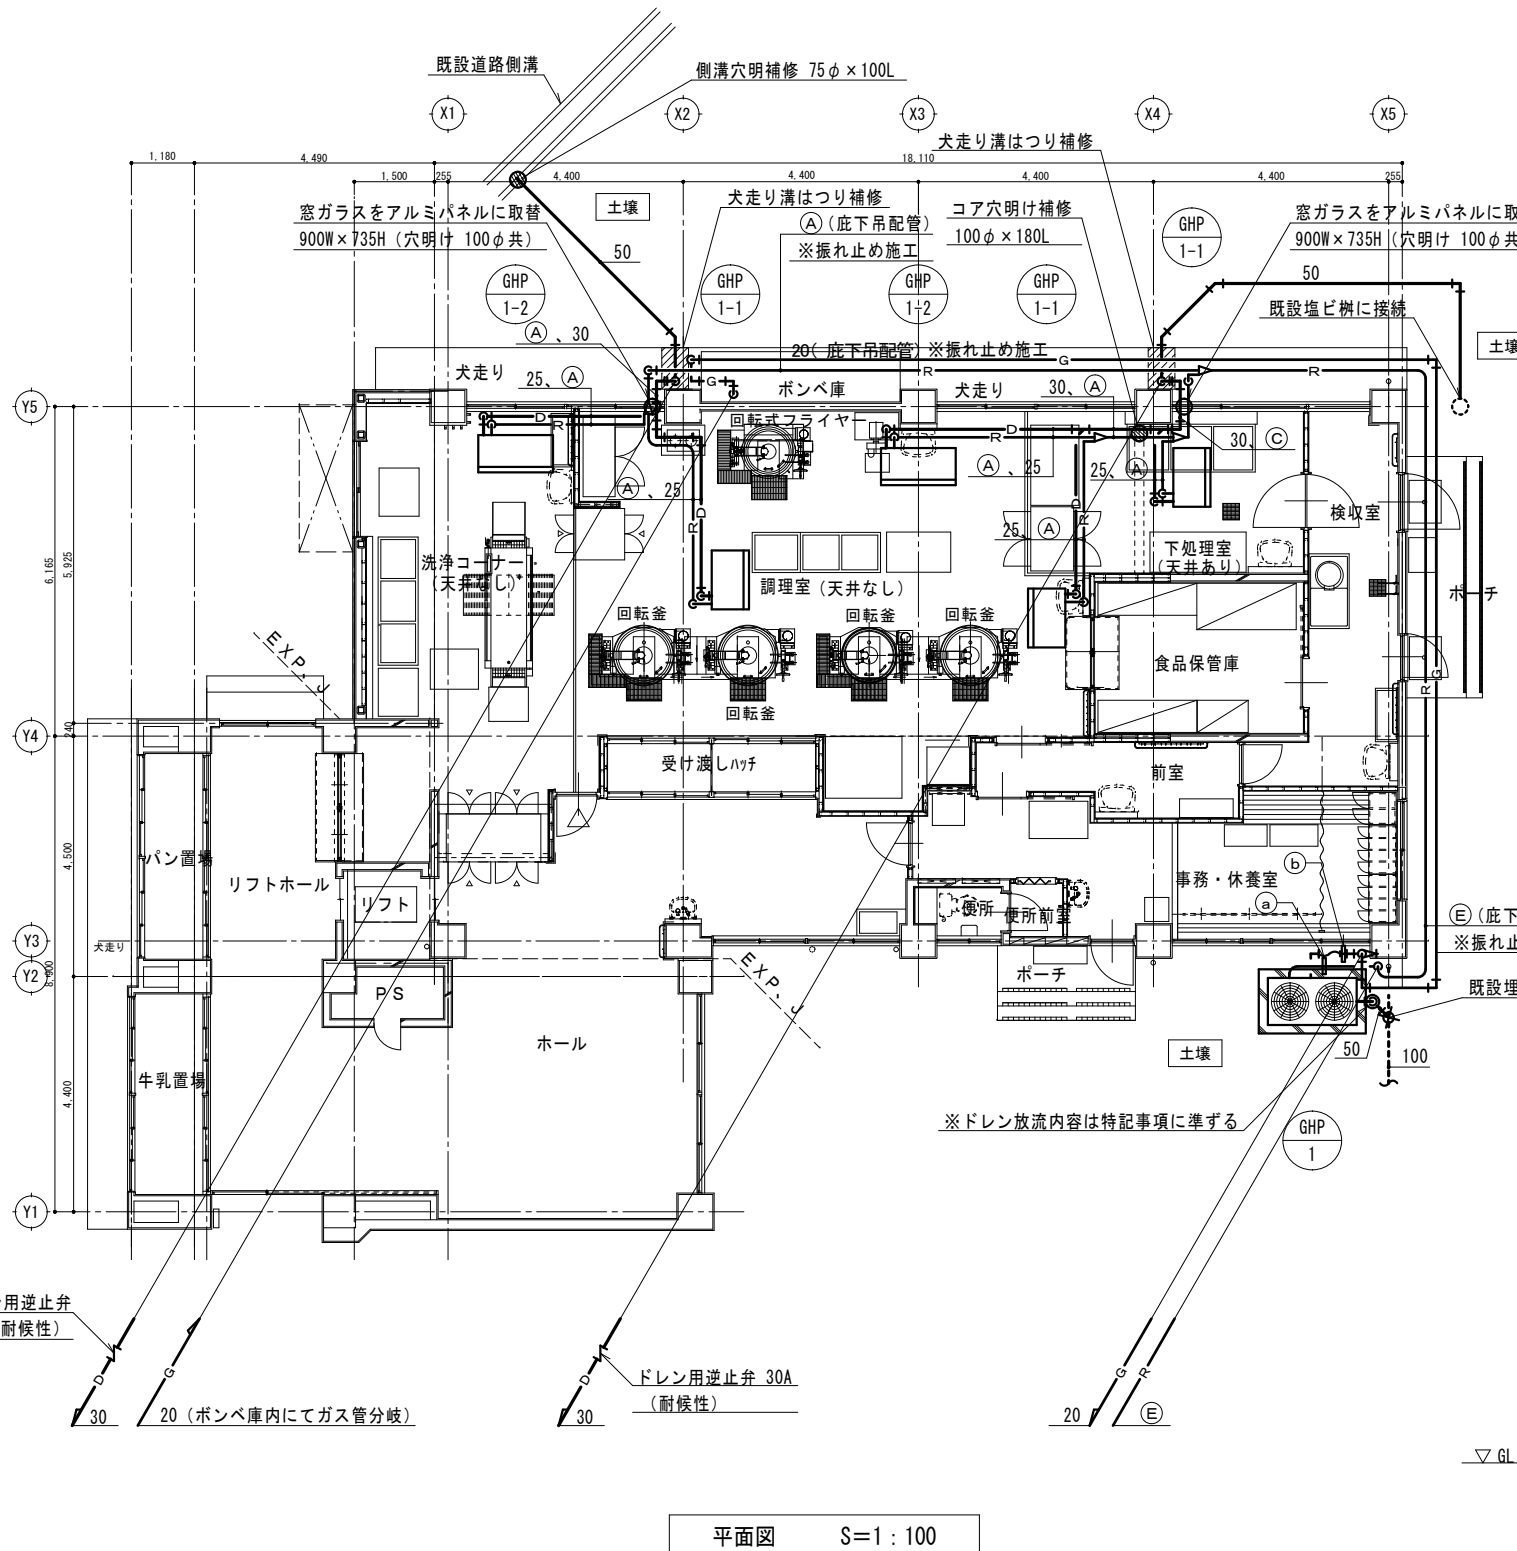 既設道路側溝
側溝穴明補修 75φ×100L
X1
X2
X3
X4
X5
犬走り溝はつり補修
1,180
4,490
18,110
1,500
255
4,400
4,400
4,400
4,400
255
土壌
犬走り溝はつり補修
窓ガラスをアルミパネルに取替
900W×735H (穴明け 100φ共)
Ⓐ(庇下吊配管)
※振れ止め施工
コア穴明け補修
100φ×180L
GHP
1-1
窓ガラスをアルミパネルに取
900W×735H (穴明け 100φ共
50
50
GHP
1-2
GHP
1-1
GHP
1-2
GHP
1-1
既設塩ビ桝に接続
土壌
Ⓐ、30
20( 庇下吊配管) ※振れ止め施工
G
R
R
犬走り
25、Ⓐ
G
ボンベ庫
犬走り
30、Ⓐ
Y5
D
R
回転式フライヤー
D
R
30、Ⓒ
Ⓐ、25
25、Ⓐ
Ⓐ、25
D
R
D
R
25
Ⓐ
検収室
洗浄コーナー
(天井なし)
調理室(天井なし)
下処理室
(天井あり)
ポーチ
6,165
5,925
回転釜
回転釜
回転釜
EXP、J
食品保管庫
G
R
回転釜
Y4
240
受け渡しハッチ
前室
パン置場
リフトホール
リフト
4,500
ⓑ
事務・休養室
ⓐ
便所
便所前室
Y3
犬走り
Ⓔ(庇下
※振れ止
Y2
8,900
PS
EXP、J
ポーチ
既設埋
ホール
土壌
50
100
牛乳置場
4,400
※ドレン放流内容は特記事項に準ずる
GHP
1
Y1
用逆止弁
耐候性)
D
30
G
20 (ボンベ庫内にてガス管分岐)
D
30
ドレン用逆止弁 30A
(耐候性)
G
R
20
Ⓔ
▽ GL
平面図 S=1:100